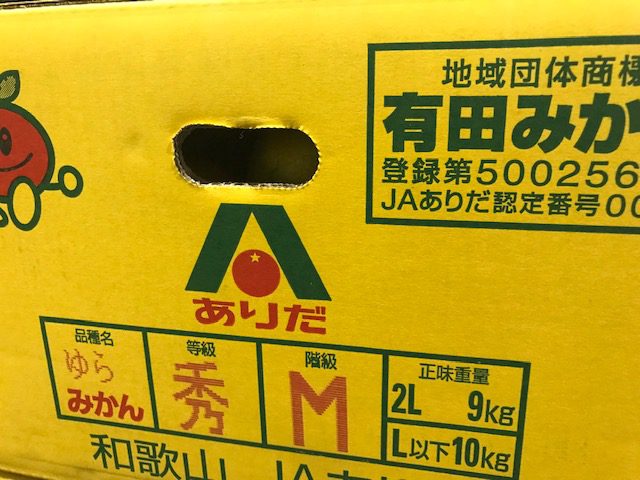 地域団体商標
有田みか
登録第500256
JAありだ認定番号00
ありだ
品種名
ゆら
みかん
等級
秀
階級
M
正味重量
2L 9kg
L以下10kg
和歌山 JA